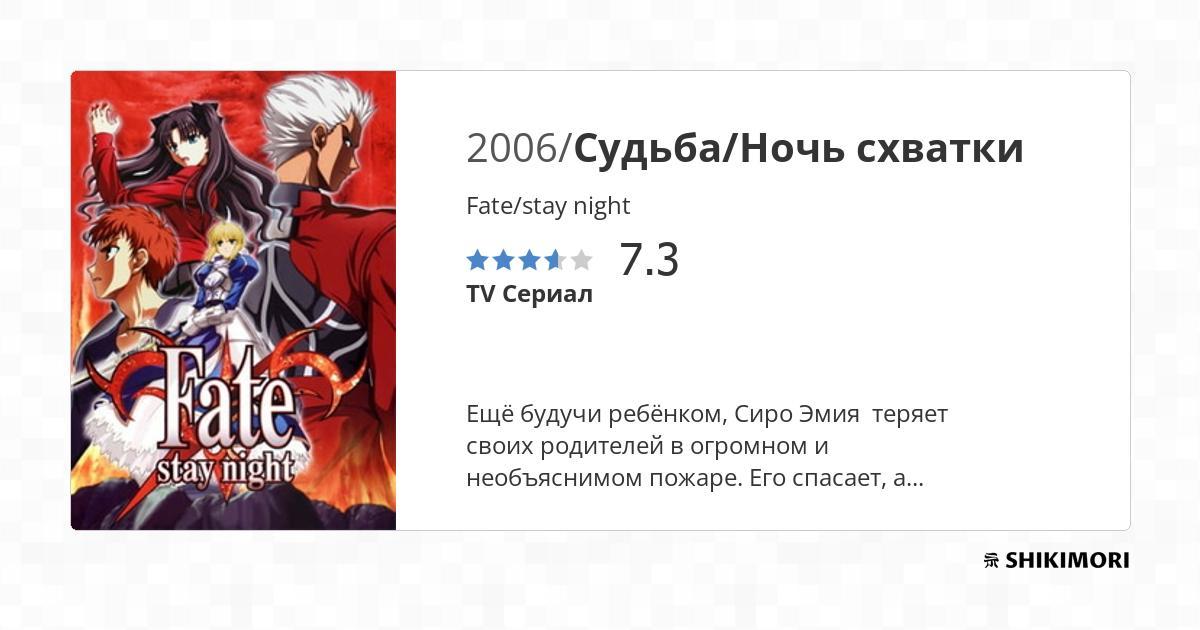 2006/Судьба/Ночь схватки
Fate/stay night
7.3
TV Сериал
Ещё будучи ребёнком, Сиро Эмия теряет
своих родителей в огромном и
необъяснимом пожаре. Его спасает, а...
Fate
stay night
SHIKIMORI